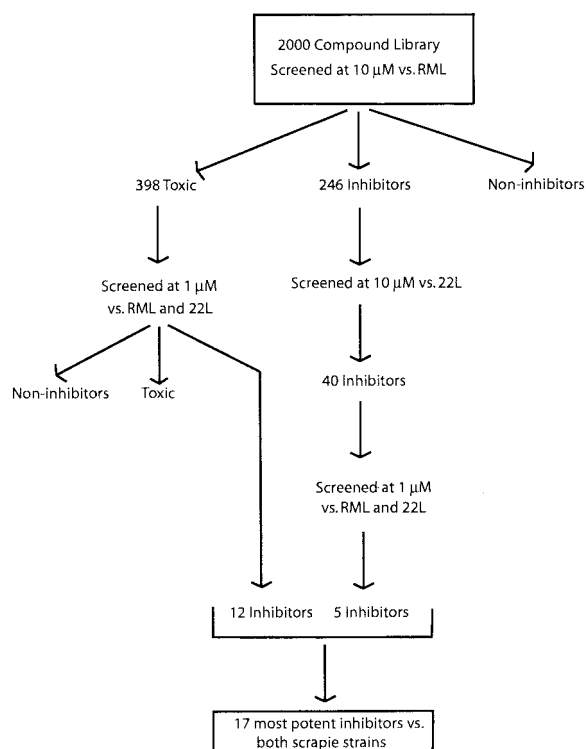 2000 Compound Library
Screened at 10 μM vs. RML
398 Toxic
246 Inhibitors
Non-inhibitors
Screened at 1 μM
vs. RML and 22L
Screened at 10 μM vs. 22L
Non-inhibitors
Toxic
40 Inhibitors
Screened at 1 μM
vs. RML and 22L
12 Inhibitors
5 Inhibitors
17 most potent inhibitors vs.
both scrapie strains